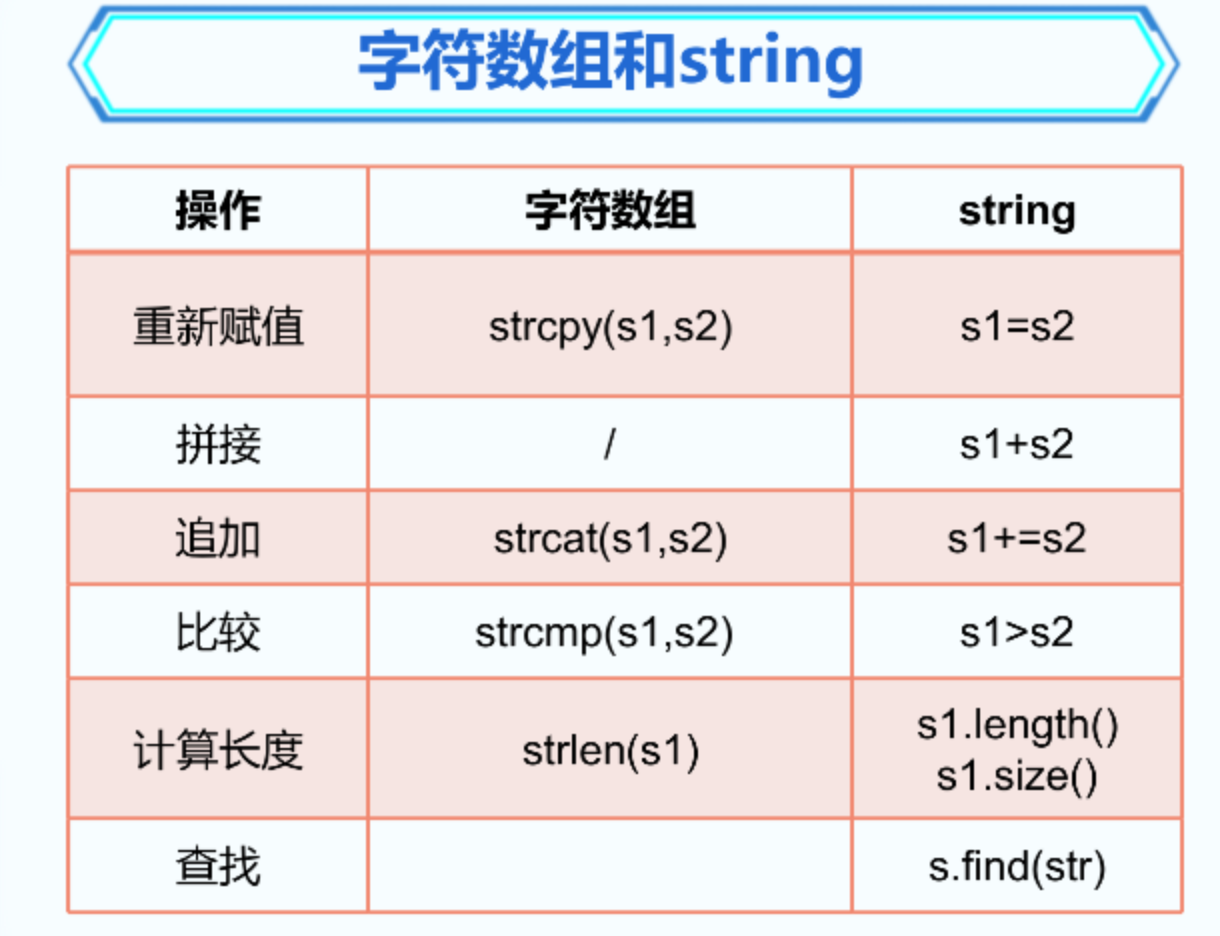 字符数组和string
操作 字符数组 string
重新赋值 strcpy(s1,s2) s1=s2
拼接 / s1+s2
追加 strcat(s1,s2) s1+=s2
比较 strcmp(s1,s2) s1>s2
计算长度 strlen(s1) s1.length()
s1.size()
查找 s.find(str)